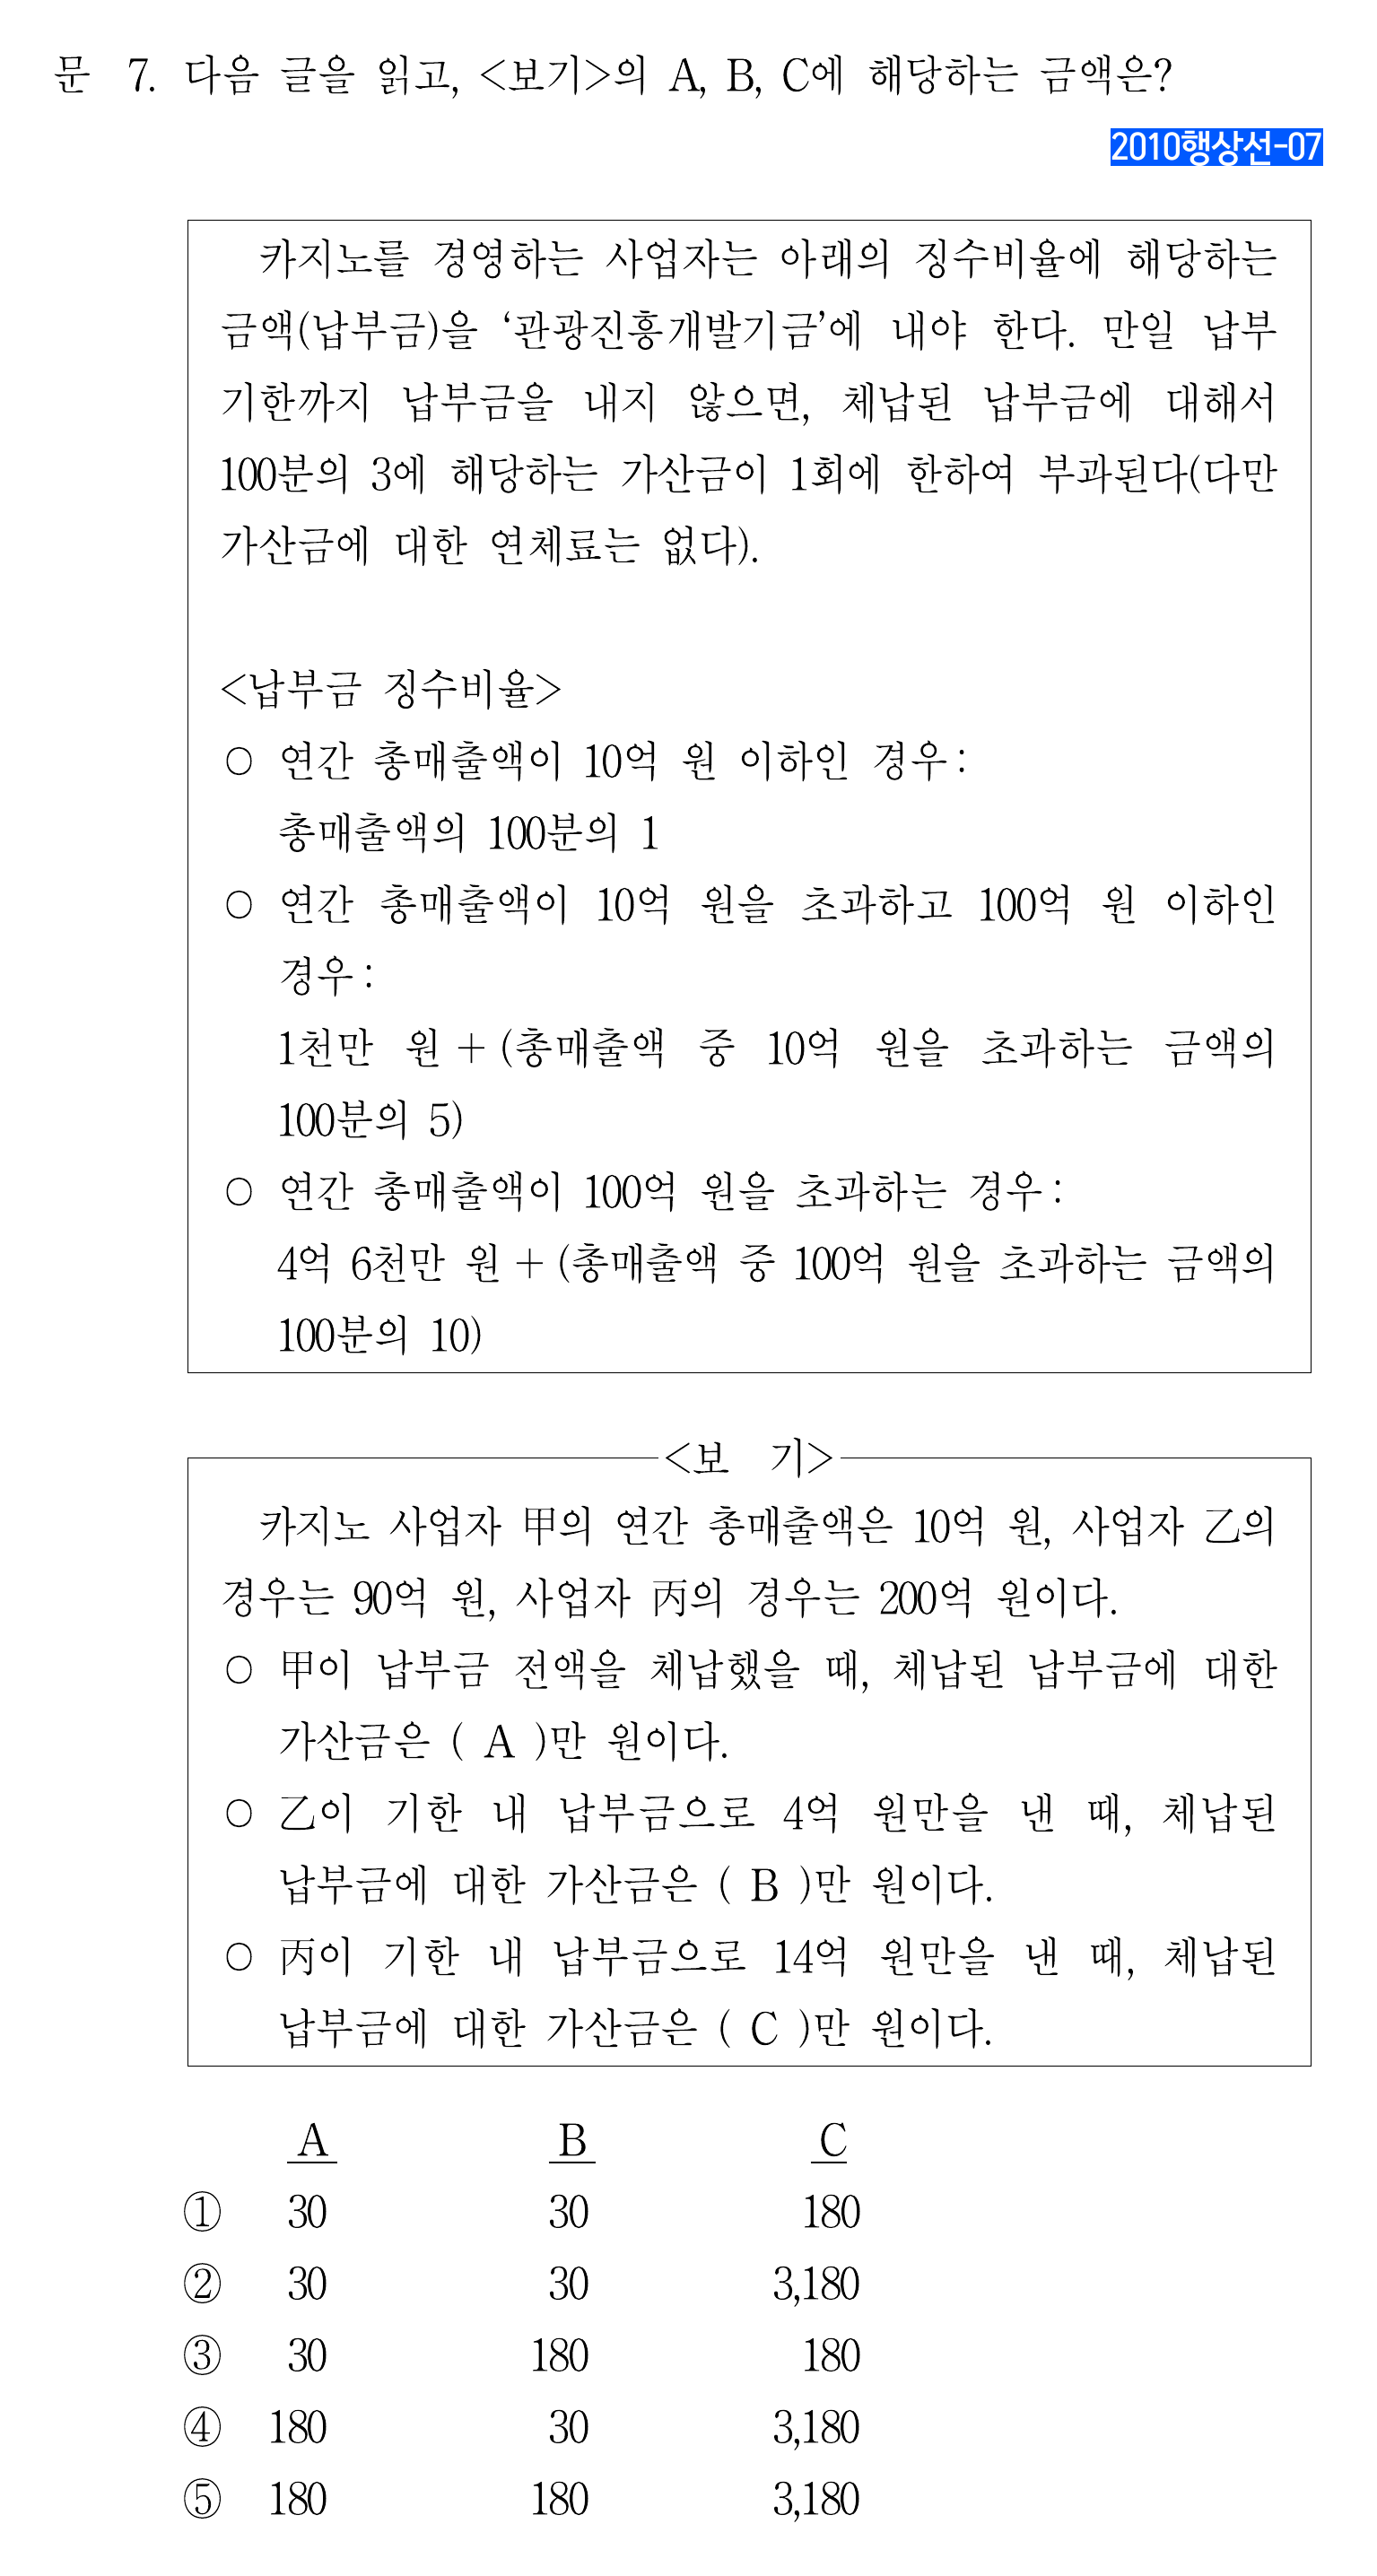 문 7. 다음 글을 읽고, <보기>의 A, B, C에 해당하는 금액은?
2010행상선-07
카지노를 경영하는 사업자는 아래의 징수비율에 해당하는
금액(납부금)을 ‘관광진흥개발기금’에 내야 한다. 만일 납부
기한까지 납부금을 내지 않으면, 체납된 납부금에 대해서
100분의 3에 해당하는 가산금이 1회에 한하여 부과된다(다만
가산금에 대한 연체료는 없다).
<납부금 징수비율>
○ 연간 총매출액이 10억 원 이하인 경우:
총매출액의 100분의 1
○ 연간 총매출액이 10억 원을 초과하고 100억 원 이하인
경우:
1천만 원 + (총매출액 중 10억 원을 초과하는 금액의
100분의 5)
○ 연간 총매출액이 100억 원을 초과하는 경우:
4억 6천만 원 + (총매출액 중 100억 원을 초과하는 금액의
100분의 10)
<보 기>
카지노 사업자 甲의 연간 총매출액은 10억 원, 사업자 乙의
경우는 90억 원, 사업자 丙의 경우는 200억 원이다.
○ 甲이 납부금 전액을 체납했을 때, 체납된 납부금에 대한
가산금은 ( A )만 원이다.
○ 乙이 기한 내 납부금으로 4억 원만을 낸 때, 체납된
납부금에 대한 가산금은 ( B )만 원이다.
○ 丙이 기한 내 납부금으로 14억 원만을 낸 때, 체납된
납부금에 대한 가산금은 ( C )만 원이다.
A B C
① 30 30 180
② 30 30 3,180
③ 30 180 180
④ 180 30 3,180
⑤ 180 180 3,180